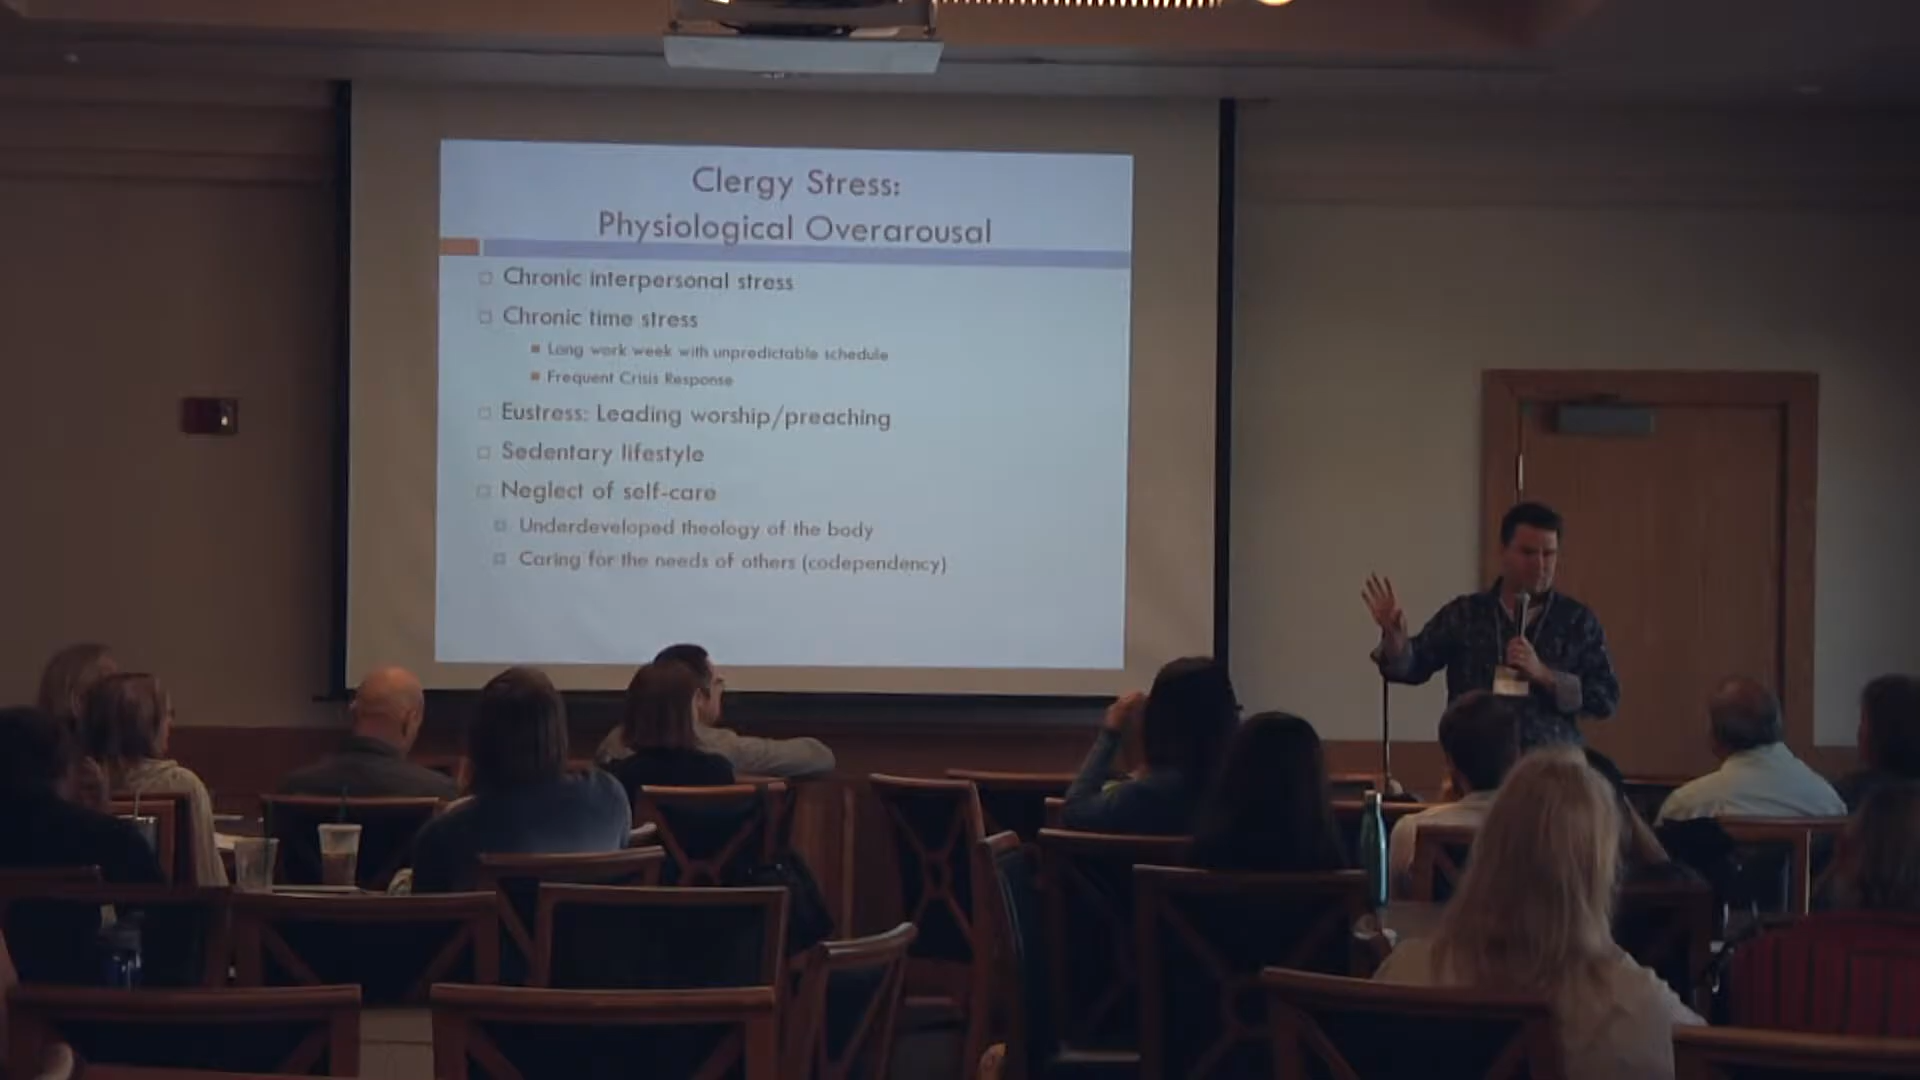 Clergy Stress:
Physiological Overarousal
Chronic interpersonal stress
Chronic time stress
Long work week with unpredictable schedule
Frequent Crisis Response
Eustress: Leading worship/preaching
Sedentary lifestyle
Neglect of self-care
Underdeveloped theology of the body
Caring for the needs of others (codependency)